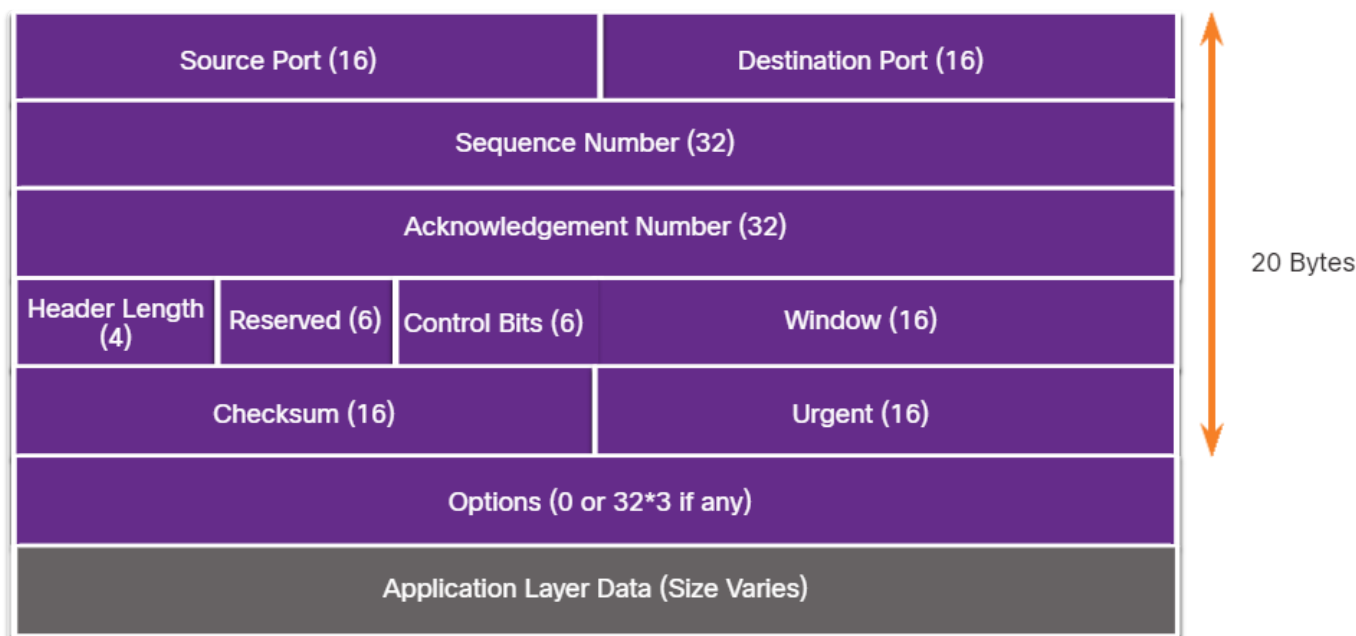 Source Port (16)
Destination Port (16)
Sequence Number (32)
Acknowledgement Number (32)
20 Bytes
Header Length
(4)
Reserved (6)
Control Bits (6)
Window (16)
Checksum (16)
Urgent (16)
Options (0 or 32*3 if any)
Application Layer Data (Size Varies)